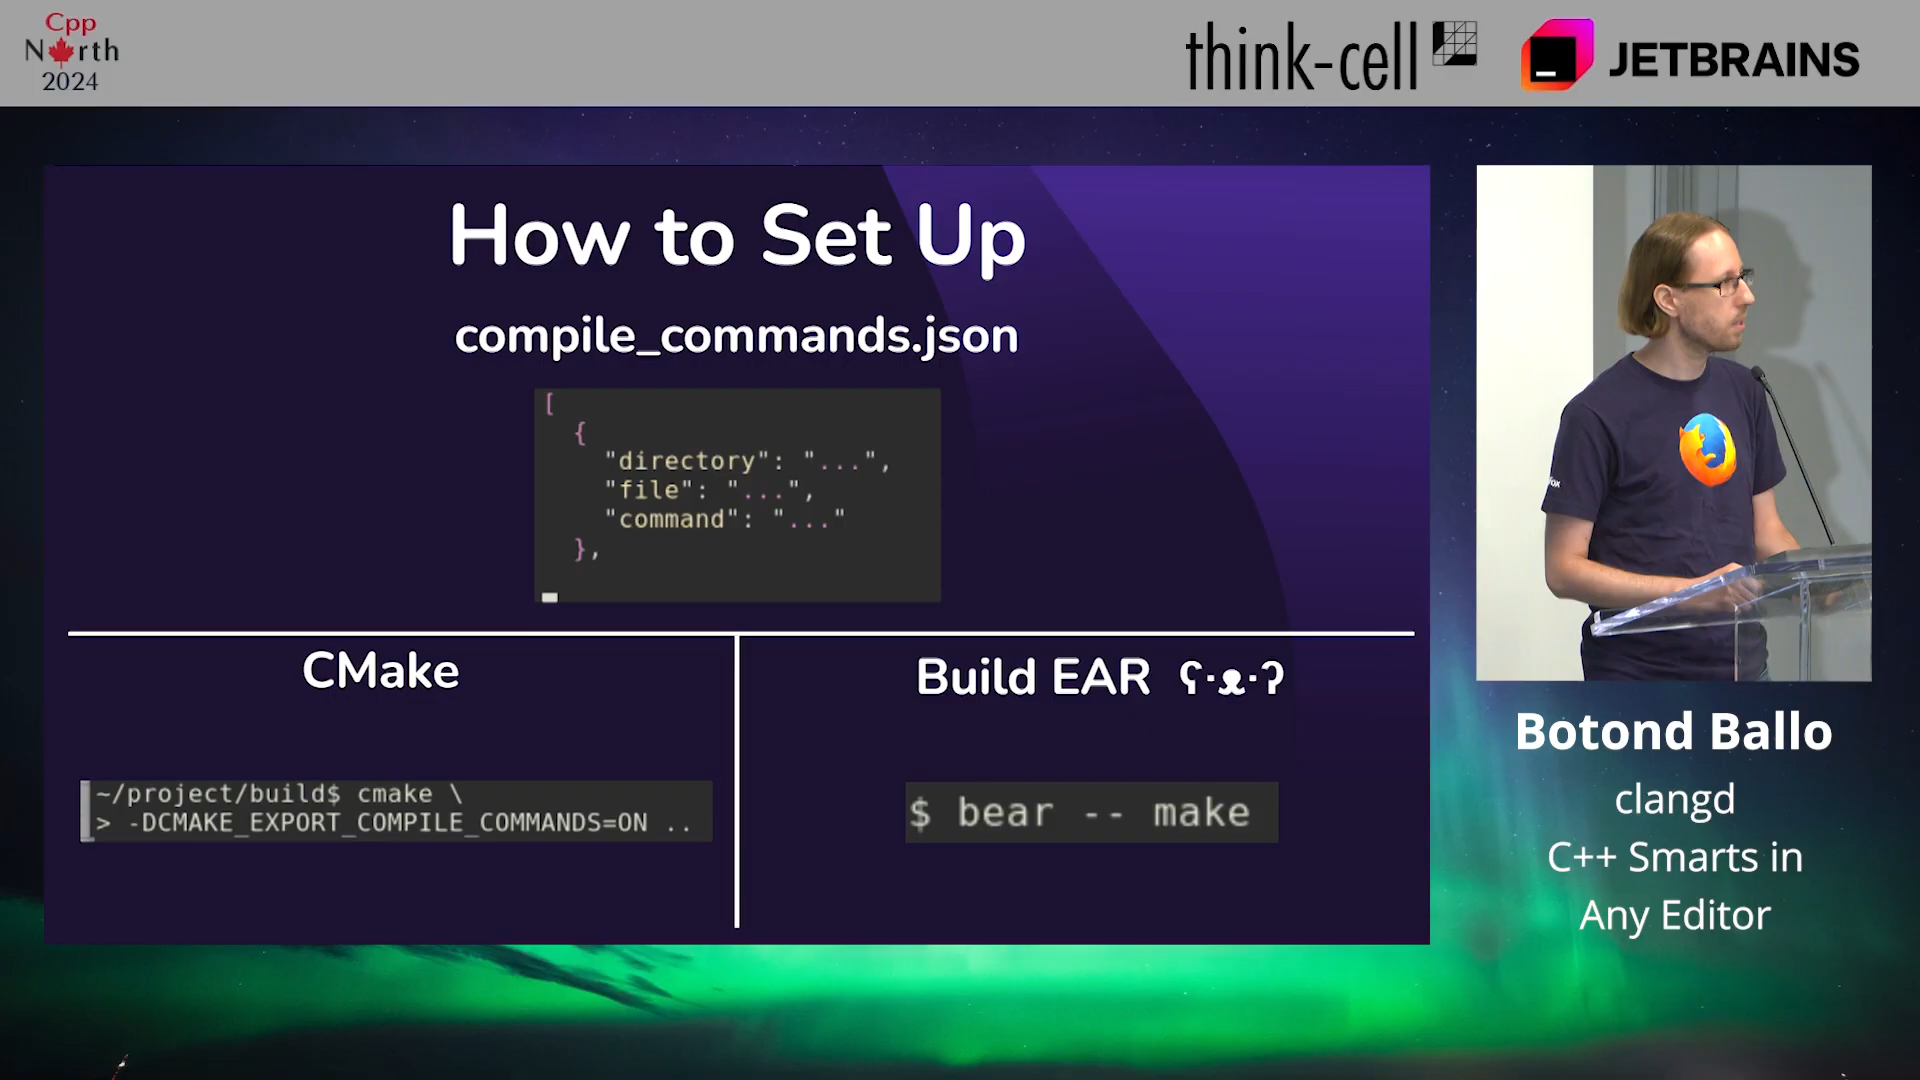 Cpp
North
2024
think-cell
JETBRAINS
How to Set Up
compile_commands.json
[
{
"directory": "...",
"file": "...",
"command": "..."
},
CMake
~/project/build$ cmake \
> -DCMAKE_EXPORT_COMPILE_COMMANDS=ON ..
Build EAR ʕ·ᴥ·ʔ
$ bear -- make
Botond Ballo
clangd
C++ Smarts in
Any Editor